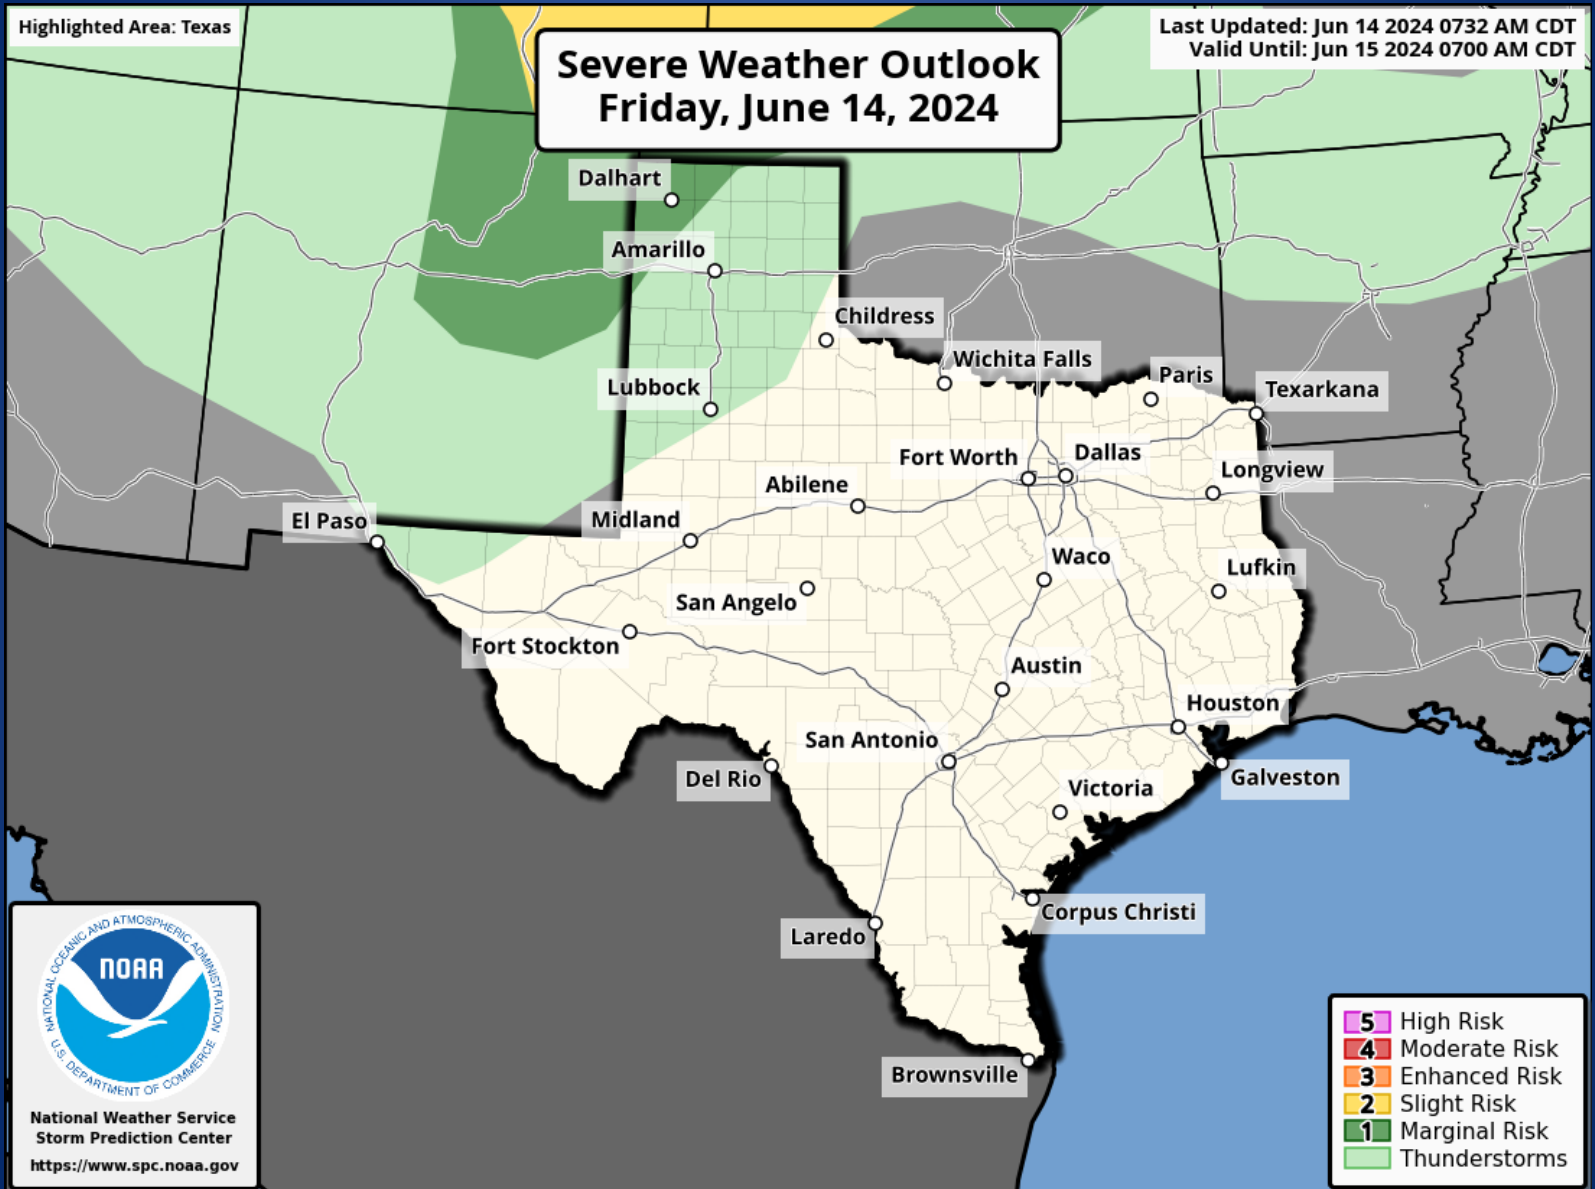 Highlighted Area: Texas
Severe Weather Outlook
Friday, June 14, 2024
Last Updated: Jun 14 2024 0732 AM CDT
Valid Until: Jun 15 2024 0700 AM CDT
Dalhart
Amarillo
Childress
Wichita Falls
Paris
Texarkana
Lubbock
Fort Worth
Dallas
Longview
Abilene
El Paso
Midland
Waco
Lufkin
San Angelo
Fort Stockton
Austin
Houston
San Antonio
Del Rio
Galveston
Victoria
Corpus Christi
Laredo
Brownsville
NATIONAL OCEANIC AND ATMOSPHERIC ADMINISTRATION
NOAA
U.S. DEPARTMENT OF COMMERCE
National Weather Service
Storm Prediction Center
https://www.spc.noaa.gov
5 High Risk
4 Moderate Risk
3 Enhanced Risk
2 Slight Risk
1 Marginal Risk
Thunderstorms